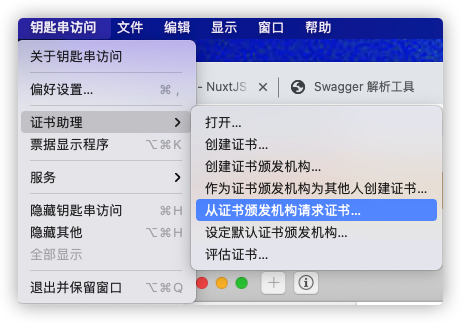 钥匙串访问 文件 编辑 显示 窗口 帮助
关于钥匙串访问
偏好设置... ⌘ ,
证书助理 >
票据显示程序 ⌥⌘K
服务 >
隐藏钥匙串访问 ⌘H
隐藏其他 ⌥⌘H
全部显示
退出并保留窗口 ⌥⌘Q
- NuxtJS × Swagger 解析工具
打开...
创建证书...
创建证书颁发机构...
作为证书颁发机构为其他人创建证书...
从证书颁发机构请求证书...
设定默认证书颁发机构...
评估证书...